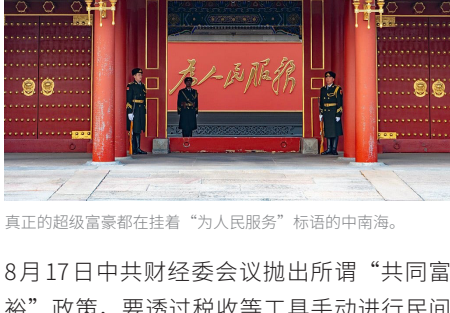 为人民服务
真正的超级富豪都在挂着“为人民服务”标语的中南海。
8月17日中共财经委会议抛出所谓“共同富
裕”政策，要透过税收等工具手动进行民间